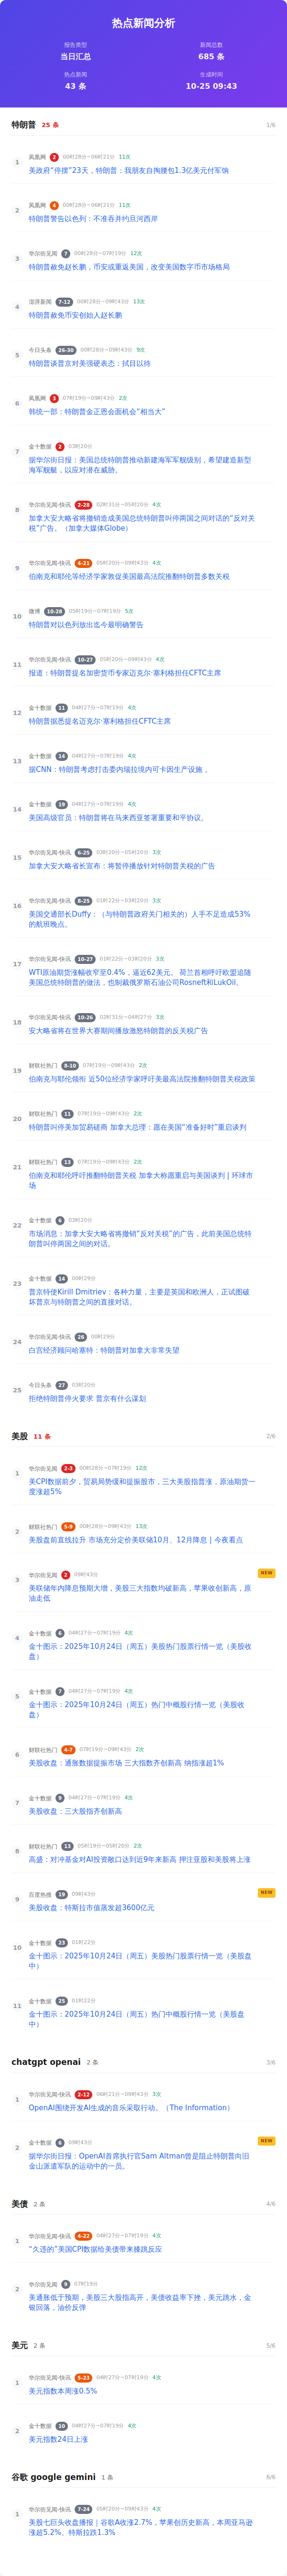 热点新闻分析
报告类型
当日汇总
新闻总数
685 条
热点新闻
43 条
生成时间
10-25 09:43
特朗普 25 条 1/6
1
凤凰网 2 00时28分~06时21分 11次
美政府“停摆”23天，特朗普：我朋友自掏腰包1.3亿美元付军饷
2
凤凰网 4 00时28分~06时21分 11次
特朗普警告以色列：不准吞并约旦河西岸
3
华尔街见闻 7 00时28分~07时19分 12次
特朗普赦免赵长鹏，币安或重返美国，改变美国数字货币市场格局
4
澎湃新闻 7-12 00时28分~09时43分 13次
特朗普赦免币安创始人赵长鹏
5
今日头条 26-30 00时28分~09时43分 9次
特朗普谈普京对美强硬表态：拭目以待
6
凤凰网 3 07时19分~09时43分 2次
韩统一部：特朗普金正恩会面机会“相当大”
7
金十数据 2 03时20分
据华尔街日报：美国总统特朗普推动新建海军军舰级别，希望建造新型
海军舰艇，以应对潜在威胁。
8
华尔街见闻-快讯 2-28 02时31分~05时20分 4次
加拿大安大略省将撤销造成美国总统特朗普叫停两国之间对话的“反对关
税”广告。（加拿大媒体Globe）
9
华尔街见闻-快讯 4-21 05时20分~09时43分 4次
伯南克和耶伦等经济学家敦促美国最高法院推翻特朗普多数关税
10
微博 10-28 05时19分~07时19分 5次
特朗普对以色列放出迄今最明确警告
11
华尔街见闻-快讯 10-27 05时20分~09时43分 4次
报道：特朗普提名加密货币专家迈克尔·塞利格担任CFTC主席
12
金十数据 11 04时27分~07时19分 4次
特朗普据悉提名迈克尔·塞利格担任CFTC主席
13
金十数据 14 04时27分~07时19分 4次
据CNN：特朗普考虑打击委内瑞拉境内可卡因生产设施 。
14
金十数据 19 04时27分~07时19分 4次
美国高级官员：特朗普将在马来西亚签署重要和平协议。
15
华尔街见闻-快讯 6-25 03时20分~05时20分 3次
加拿大安大略省长宣布：将暂停播放针对特朗普关税的广告
16
华尔街见闻-快讯 8-25 01时22分~03时20分 3次
美国交通部长Duffy：（与特朗普政府关门相关的）人手不足造成53%
的航班晚点。
17
华尔街见闻-快讯 10-27 01时22分~03时20分 3次
WTI原油期货涨幅收窄至0.4%，逼近62美元。 荷兰首相呼吁欧盟追随
美国总统特朗普的做法，也制裁俄罗斯石油公司Rosneft和LukOil。
18
华尔街见闻-快讯 10-26 02时31分~04时27分 3次
安大略省将在世界大赛期间播放激怒特朗普的反关税广告
19
财联社热门 8-10 07时19分~09时43分 2次
伯南克与耶伦领衔 近50位经济学家呼吁美最高法院推翻特朗普关税政策
20
财联社热门 11 07时19分~09时43分 2次
特朗普叫停美加贸易磋商 加拿大总理：愿在美国“准备好时”重启谈判
21
财联社热门 13 07时19分~09时43分 2次
伯南克和耶伦呼吁推翻特朗普关税 加拿大称愿重启与美国谈判 | 环球市
场
22
金十数据 6 03时20分
市场消息：加拿大安大略省将撤销“反对关税”的广告，此前美国总统特
朗普叫停两国之间的对话。
23
金十数据 14 00时29分
普京特使Kirill Dmitriev：各种力量，主要是英国和欧洲人，正试图破
坏普京与特朗普之间的直接对话。
24
华尔街见闻-快讯 26 00时29分
白宫经济顾问哈塞特：特朗普对加拿大非常失望
25
今日头条 27 03时20分
拒绝特朗普停火要求 普京有什么谋划
美股 11 条 2/6
1
华尔街见闻 2-3 00时28分~07时19分 12次
美CPI数据前夕，贸易局势缓和提振股市，三大美股指普涨，原油期货一
度涨超5%
2
财联社热门 5-9 00时28分~09时43分 13次
美股盘前直线拉升 市场充分定价美联储10月、12月降息 | 今夜看点
3
华尔街见闻 2 09时43分 NEW
美联储年内降息预期大增，美股三大指数均破新高，苹果收创新高，原
油走低
4
金十数据 6 04时27分~07时19分 4次
金十图示：2025年10月24日（周五）美股热门股票行情一览（美股收
盘）
5
金十数据 7 04时27分~07时19分 4次
金十图示：2025年10月24日（周五）热门中概股行情一览（美股收
盘）
6
财联社热门 4-7 07时19分~09时43分 2次
美股收盘：通胀数据提振市场 三大指数齐创新高 纳指涨超1%
7
金十数据 9 04时27分~07时19分 4次
美股收盘：三大股指齐创新高
8
财联社热门 13 05时19分~05时20分 2次
高盛：对冲基金对AI投资敞口达到近9年来新高 押注亚股和美股将上涨
9
百度热搜 19 09时43分 NEW
美股收盘：特斯拉市值蒸发超3600亿元
10
金十数据 23 01时22分
金十图示：2025年10月24日（周五）美股热门股票行情一览（美股盘
中）
11
金十数据 25 01时22分
金十图示：2025年10月24日（周五）热门中概股行情一览（美股盘
中）
chatgpt openai 2 条 3/6
1
华尔街见闻-快讯 2-12 06时21分~09时43分 3次
OpenAI围绕开发AI生成的音乐采取行动。（The Information）
2
金十数据 6 09时43分 NEW
据华尔街日报：OpenAI首席执行官Sam Altman曾是阻止特朗普向旧
金山派遣军队的运动中的一员。
美债 2 条 4/6
1
华尔街见闻-快讯 4-22 04时27分~07时19分 4次
“久违的”美国CPI数据给美债带来膝跳反应
2
华尔街见闻 9 07时19分
美通胀低于预期，美股三大股指高开，美债收益率下挫，美元跳水，金
银回落，油价反弹
美元 2 条 5/6
1
华尔街见闻-快讯 5-23 04时27分~07时19分 4次
美元指数本周涨0.5%
2
金十数据 10 04时27分~07时19分 4次
美元指数24日上涨
谷歌 google gemini 1 条 6/6
1
华尔街见闻-快讯 7-24 05时20分~09时43分 4次
美股七巨头收盘播报｜谷歌A收涨2.7%，苹果创历史新高，本周亚马逊
涨超5.2%、特斯拉跌1.3%